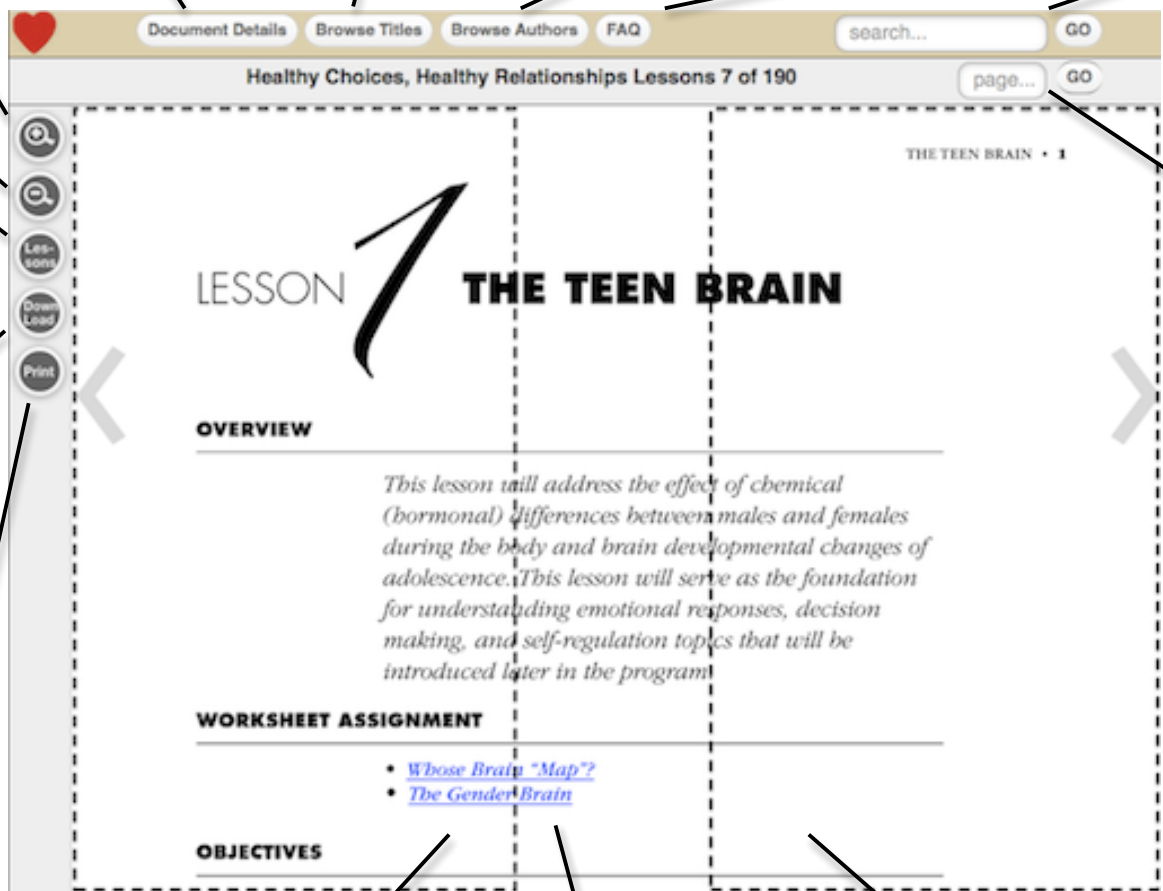 Document Details Browse Titles Browse Authors FAQ search... GO
Healthy Choices, Healthy Relationships Lessons 7 of 190 page... GO
THE TEEN BRAIN • 1
Les-
sons
Down
Load
Print
LESSON 1 THE TEEN BRAIN
OVERVIEW
This lesson will address the effect of chemical
(hormonal) differences between males and females
during the body and brain developmental changes of
adolescence. This lesson will serve as the foundation
for understanding emotional responses, decision
making, and self-regulation topics that will be
introduced later in the program.
WORKSHEET ASSIGNMENT
• Whose Brain “Map”?
• The Gender Brain
OBJECTIVES